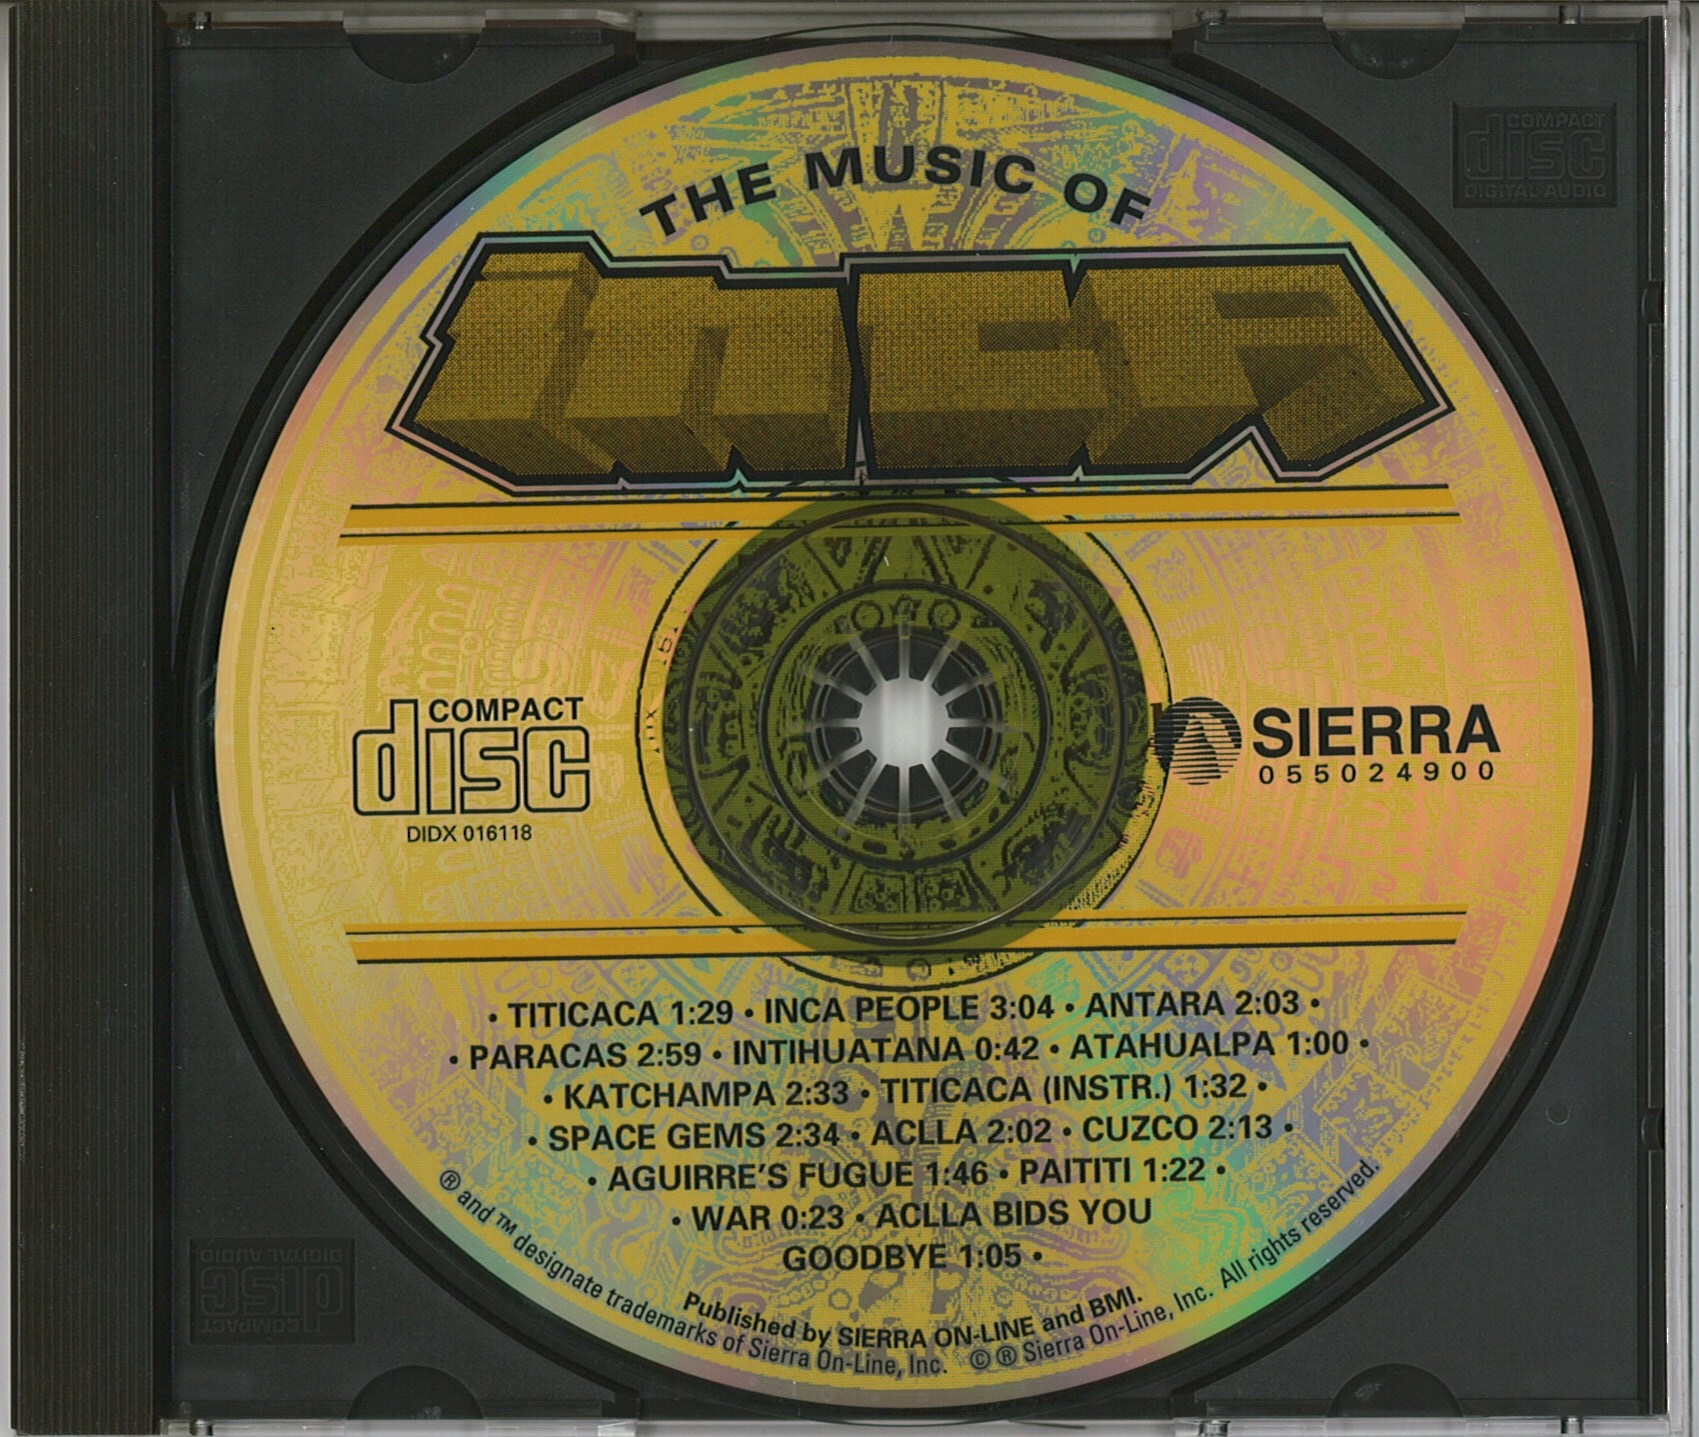 COMPACT
disc
DIGITAL AUDIO
THE MUSIC OF
INCA
COMPACT
disc
DIDX 016118
SIERRA
055024900
• TITICACA 1:29 • INCA PEOPLE 3:04 • ANTARA 2:03 •
• PARACAS 2:59 • INTIHUATANA 0:42 • ATAHUALPA 1:00 •
• KATCHAMPA 2:33 • TITICACA (INSTR.) 1:32 •
• SPACE GEMS 2:34 • ACLLA 2:02 • CUZCO 2:13 •
• AGUIRRE'S FUGUE 1:46 • PAITITI 1:22 •
• WAR 0:23 • ACLLA BIDS YOU
GOODBYE 1:05 •
Published by SIERRA ON-LINE and BMI.
® and ™ designate trademarks of Sierra On-Line, Inc. © ® Sierra On-Line, Inc. All rights reserved.
COMPACT
disc
DIGITAL AUDIO